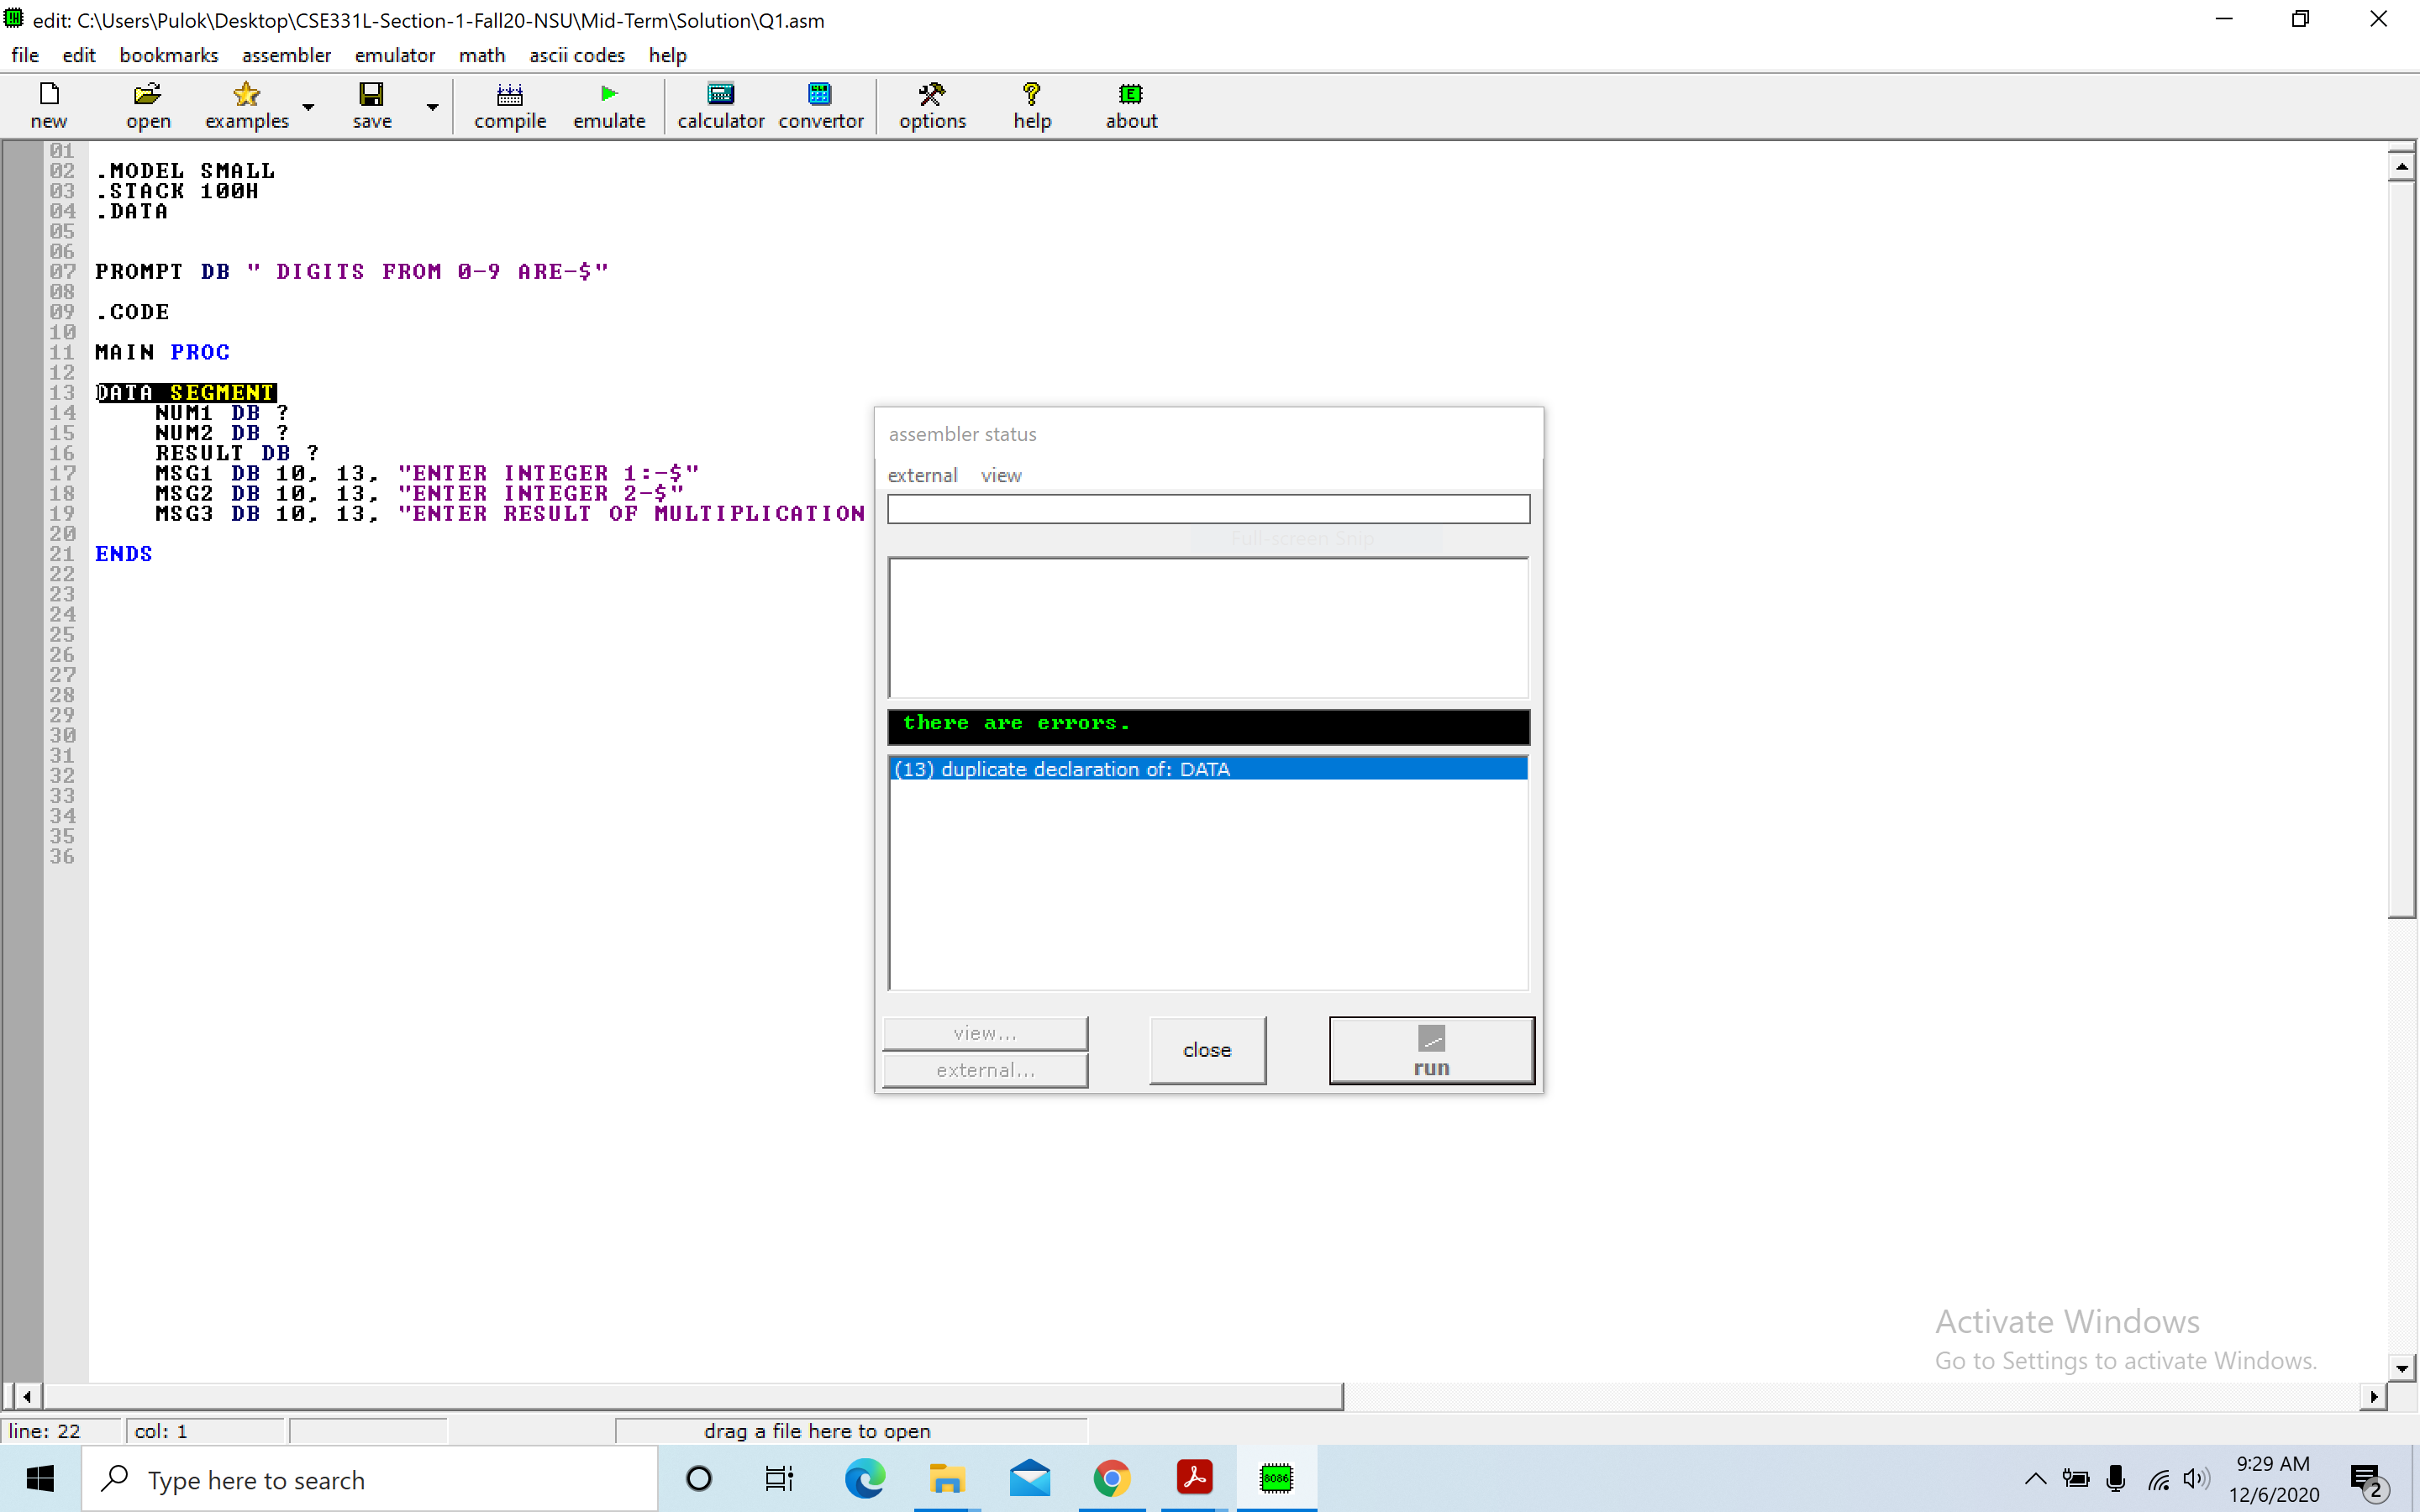 edit: C:\Users\Pulok\Desktop\CSE331L-Section-1-Fall20-NSU\Mid-Term\Solution\Q1.asm
file edit bookmarks assembler emulator math ascii codes help
new open examples save compile emulate calculator convertor options help about
01
02 .MODEL SMALL
03 .STACK 100H
04 .DATA
05
06
07 PROMPT DB " DIGITS FROM 0-9 ARE-$"
08
09 .CODE
10
11 MAIN PROC
12
13 DATA SEGMENT
14 NUM1 DB ?
15 NUM2 DB ?
16 RESULT DB ?
17 MSG1 DB 10, 13, "ENTER INTEGER 1:-$"
18 MSG2 DB 10, 13, "ENTER INTEGER 2-$"
19 MSG3 DB 10, 13, "ENTER RESULT OF MULTIPLICATION
20
21 ENDS
22
23
24
25
26
27
28
29
30
31
32
33
34
35
36
assembler status
external view
Full-screen Snip
there are errors.
(13) duplicate declaration of: DATA
view...
external...
close
run
Activate Windows
Go to Settings to activate Windows.
line: 22 col: 1 drag a file here to open
Type here to search
8086
9:29 AM
12/6/2020
2